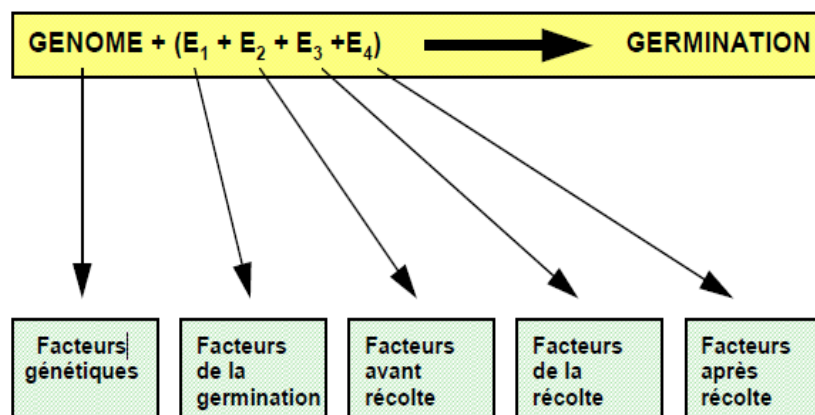 GENOME + (E1 + E2 + E3 +E4) GERMINATION
Facteurs
génétiques
Facteurs
de la
germination
Facteurs
avant
récolte
Facteurs
de la
récolte
Facteurs
après
récolte